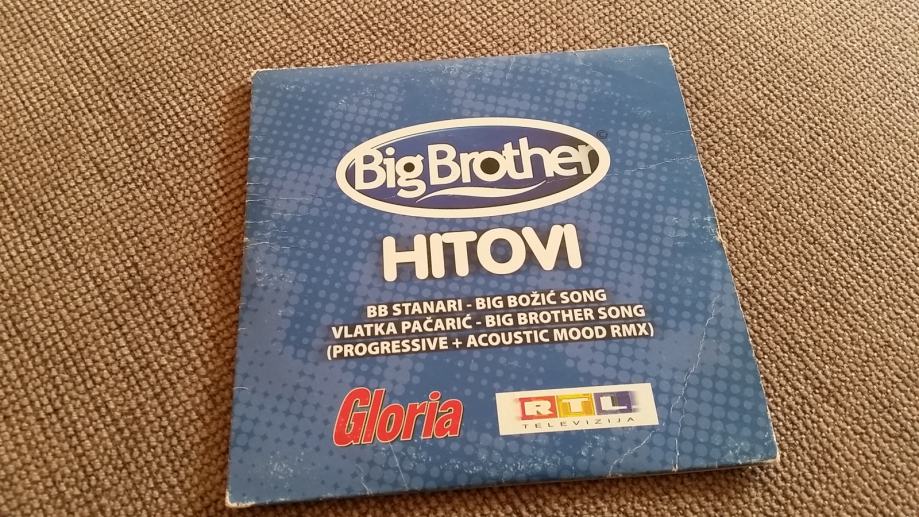 Big Brother ©
HITOVI
BB STANARI - BIG BOŽIĆ SONG
VLATKA PAČARIĆ - BIG BROTHER SONG
(PROGRESSIVE + ACOUSTIC MOOD RMX)
Gloria
RTL
TELEVIZIJA